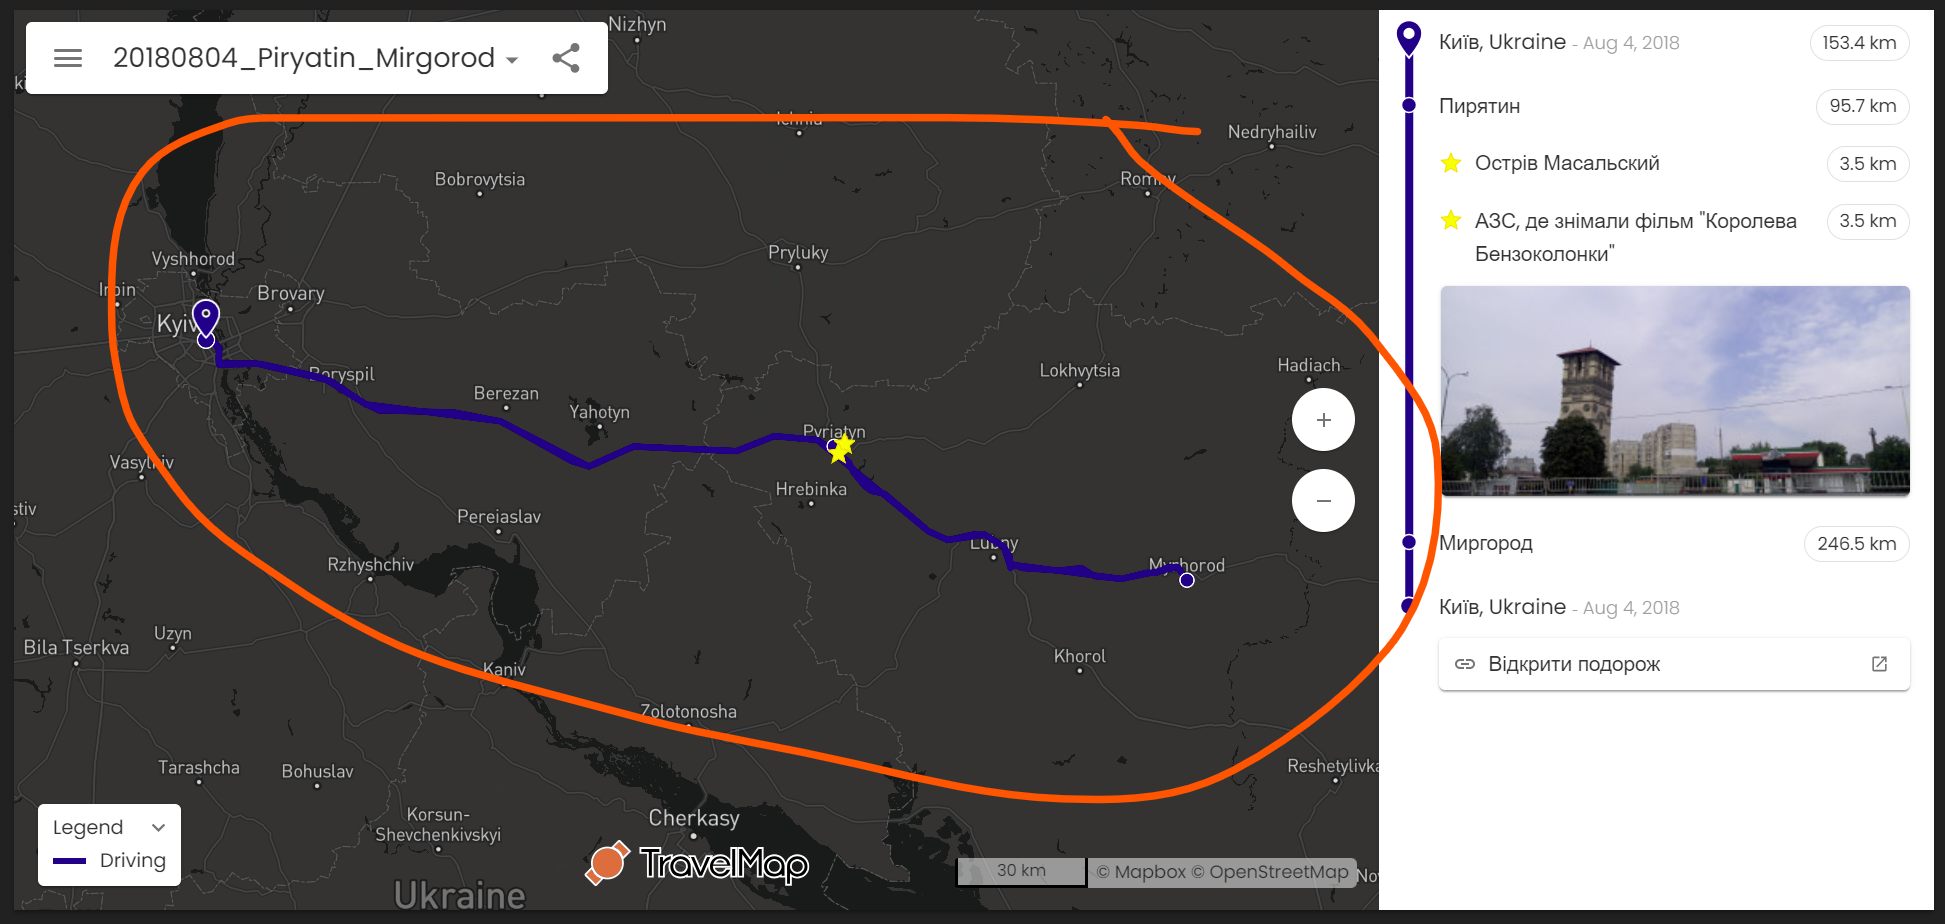 20180804_Piryatin_Mirgorod
Nizhyn
Ichnia
Nedryhailiv
Bobrovytsia
Romny
Vyshhorod
Pryluky
Irpin
Brovary
Kyiv
Boryspil
Berezan
Yahotyn
Lokhvytsia
Hadiach
Pyriatyn
Vasylkiv
Hrebinka
Pereiaslav
Lubny
Rzhyshchiv
Myrhorod
Uzyn
Bila Tserkva
Kaniv
Khorol
Zolotonosha
Tarashcha
Bohuslav
Reshetylivka
Korsun-
Shevchenkivskyi
Cherkasy
Ukraine
+
−
Legend
Driving
TravelMap
30 km
© Mapbox © OpenStreetMap
Київ, Ukraine - Aug 4, 2018 153.4 km
Пирятин 95.7 km
Острів Масальский 3.5 km
АЗС, де знімали фільм "Королева 3.5 km
Бензоколонки"
Миргород 246.5 km
Київ, Ukraine - Aug 4, 2018
Відкрити подорож